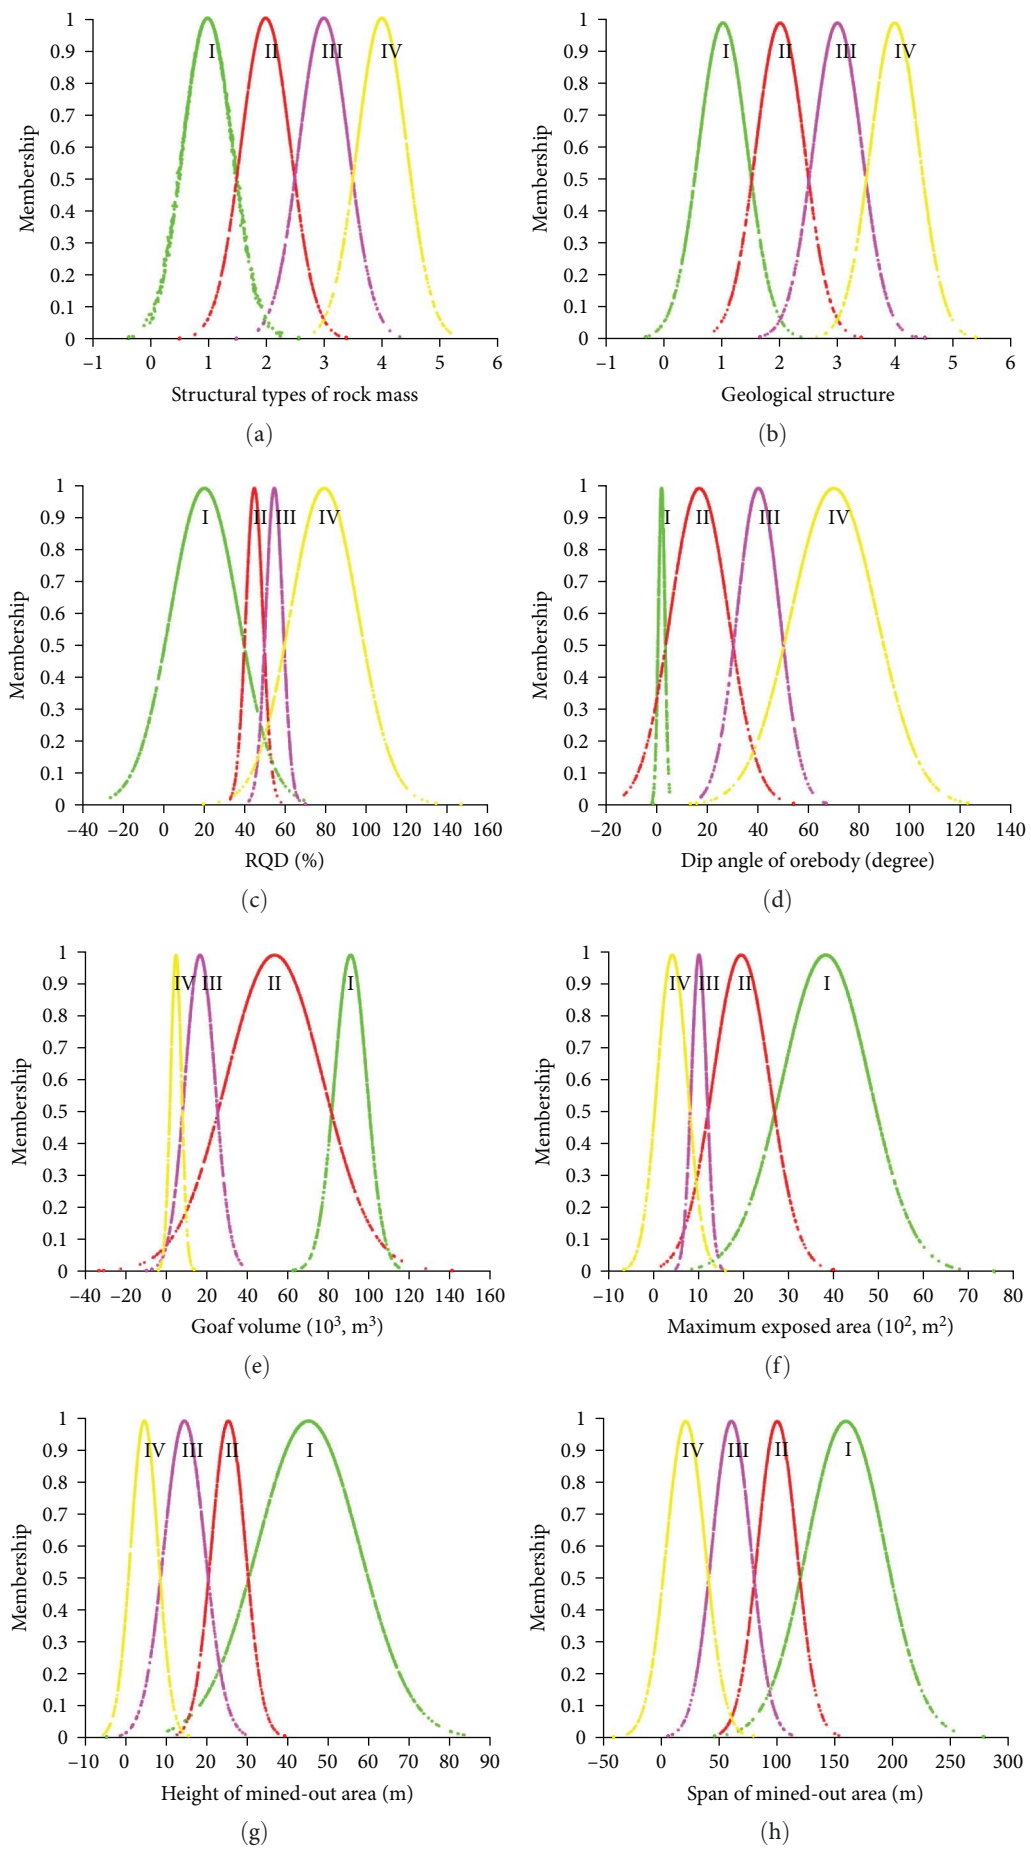 1
0.9
0.8
0.7
0.6
0.5
0.4
0.3
0.2
0.1
0
Membership
I II III IV
−1 0 1 2 3 4 5 6
Structural types of rock mass
(a)
1
0.9
0.8
0.7
0.6
0.5
0.4
0.3
0.2
0.1
0
Membership
I II III IV
−1 0 1 2 3 4 5 6
Geological structure
(b)
1
0.9
0.8
0.7
0.6
0.5
0.4
0.3
0.2
0.1
0
Membership
I II III IV
−40 −20 0 20 40 60 80 100 120 140 160
RQD (%)
(c)
1
0.9
0.8
0.7
0.6
0.5
0.4
0.3
0.2
0.1
0
Membership
I II III IV
−20 0 20 40 60 80 100 120 140
Dip angle of orebody (degree)
(d)
1
0.9
0.8
0.7
0.6
0.5
0.4
0.3
0.2
0.1
0
Membership
IV III II I
−40 −20 0 20 40 60 80 100 120 140 160
Goaf volume (10³, m³)
(e)
1
0.9
0.8
0.7
0.6
0.5
0.4
0.3
0.2
0.1
0
Membership
IV III II I
−10 0 10 20 30 40 50 60 70 80
Maximum exposed area (10², m²)
(f)
1
0.9
0.8
0.7
0.6
0.5
0.4
0.3
0.2
0.1
0
Membership
IV III II I
−10 0 10 20 30 40 50 60 70 80 90
Height of mined-out area (m)
(g)
1
0.9
0.8
0.7
0.6
0.5
0.4
0.3
0.2
0.1
0
Membership
IV III II I
−50 0 50 100 150 200 250 300
Span of mined-out area (m)
(h)